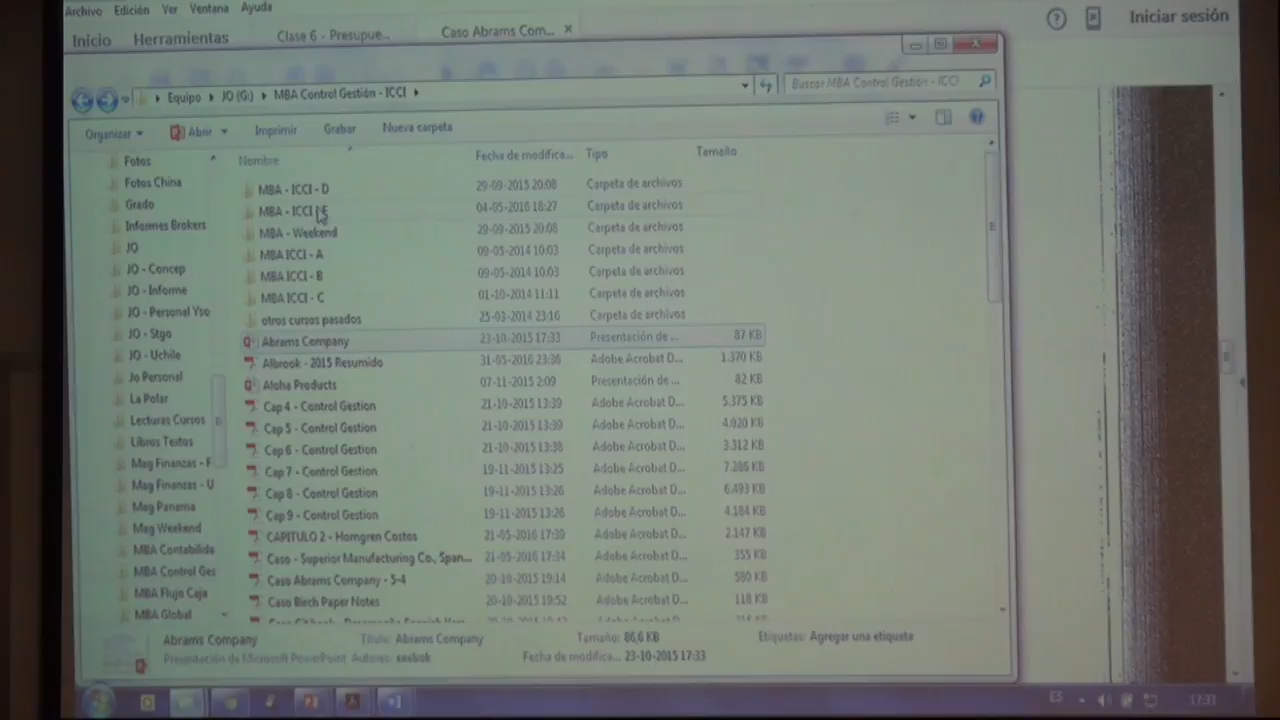 Archivo Edición Ver Ventana Ayuda
Inicio Herramientas Clase 6 - Presupue... Caso Abrams Com... × Iniciar sesión
Equipo JO (G:) MBA Control Gestión - ICCI Buscar MBA Control Gestión - ICCI
Organizar Abrir Imprimir Grabar Nueva carpeta
Nombre Fecha de modifica... Tipo Tamaño
Fotos
Fotos China
Grado
Informes Brokers
JO
JO - Concep
JO - Informe
JO - Personal Yso
JO - Stgo
JO - Uchile
Jo Personal
La Polar
Lecturas Cursos
Libros Textos
Mag Finanzas - F
Mag Finanzas - U
Mag Panama
Mag Weekend
MBA Contabilida
MBA Control Ges
MBA Flujo Caja
MBA Global
MBA - ICCI - D 29-09-2015 20:08 Carpeta de archivos
MBA - ICCI 04-05-2016 18:27 Carpeta de archivos
MBA - Weekend 29-09-2015 20:08 Carpeta de archivos
MBA ICCI - A 09-05-2014 10:03 Carpeta de archivos
MBA ICCI - B 09-05-2014 10:03 Carpeta de archivos
MBA ICCI - C 01-10-2014 11:11 Carpeta de archivos
otros cursos pasados 25-03-2014 23:16 Carpeta de archivos
Abrams Company 23-10-2015 17:33 Presentación de ... 87 KB
Albrook - 2015 Resumido 31-05-2016 23:36 Adobe Acrobat D... 1.370 KB
Aloha Products 07-11-2015 2:09 Presentación de ... 82 KB
Cap 4 - Control Gestion 21-10-2015 13:39 Adobe Acrobat D... 5.375 KB
Cap 5 - Control Gestion 21-10-2015 13:39 Adobe Acrobat D... 4.020 KB
Cap 6 - Control Gestion 21-10-2015 13:38 Adobe Acrobat D... 3.312 KB
Cap 7 - Control Gestion 19-11-2015 13:25 Adobe Acrobat D... 7.286 KB
Cap 8 - Control Gestion 19-11-2015 13:26 Adobe Acrobat D... 6.493 KB
Cap 9 - Control Gestion 19-11-2015 13:26 Adobe Acrobat D... 4.184 KB
CAPITULO 2 - Horngren Costos 21-05-2016 17:39 Adobe Acrobat D... 2.147 KB
Caso - Superior Manufacturing Co., Span... 21-05-2016 17:34 Adobe Acrobat D... 355 KB
Caso Abrams Company - 5-4 20-10-2015 19:14 Adobe Acrobat D... 580 KB
Caso Birch Paper Notes 20-10-2015 19:52 Adobe Acrobat D... 118 KB
Abrams Company Título: Abrams Company Tamaño: 86,6 KB Etiquetas: Agregar una etiqueta
Presentación de Microsoft PowerPoint Autores: Fecha de modifica... 23-10-2015 17:33
ES 17:33